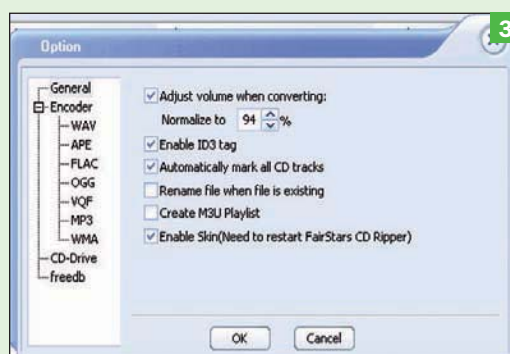 3
Option
General
Encoder
WAV
APE
FLAC
OGG
VQF
MP3
WMA
CD-Drive
freedb
Adjust volume when converting:
Normalize to 94 %
Enable ID3 tag
Automatically mark all CD tracks
Rename file when file is existing
Create M3U Playlist
Enable Skin(Need to restart FairStars CD Ripper)
OK Cancel